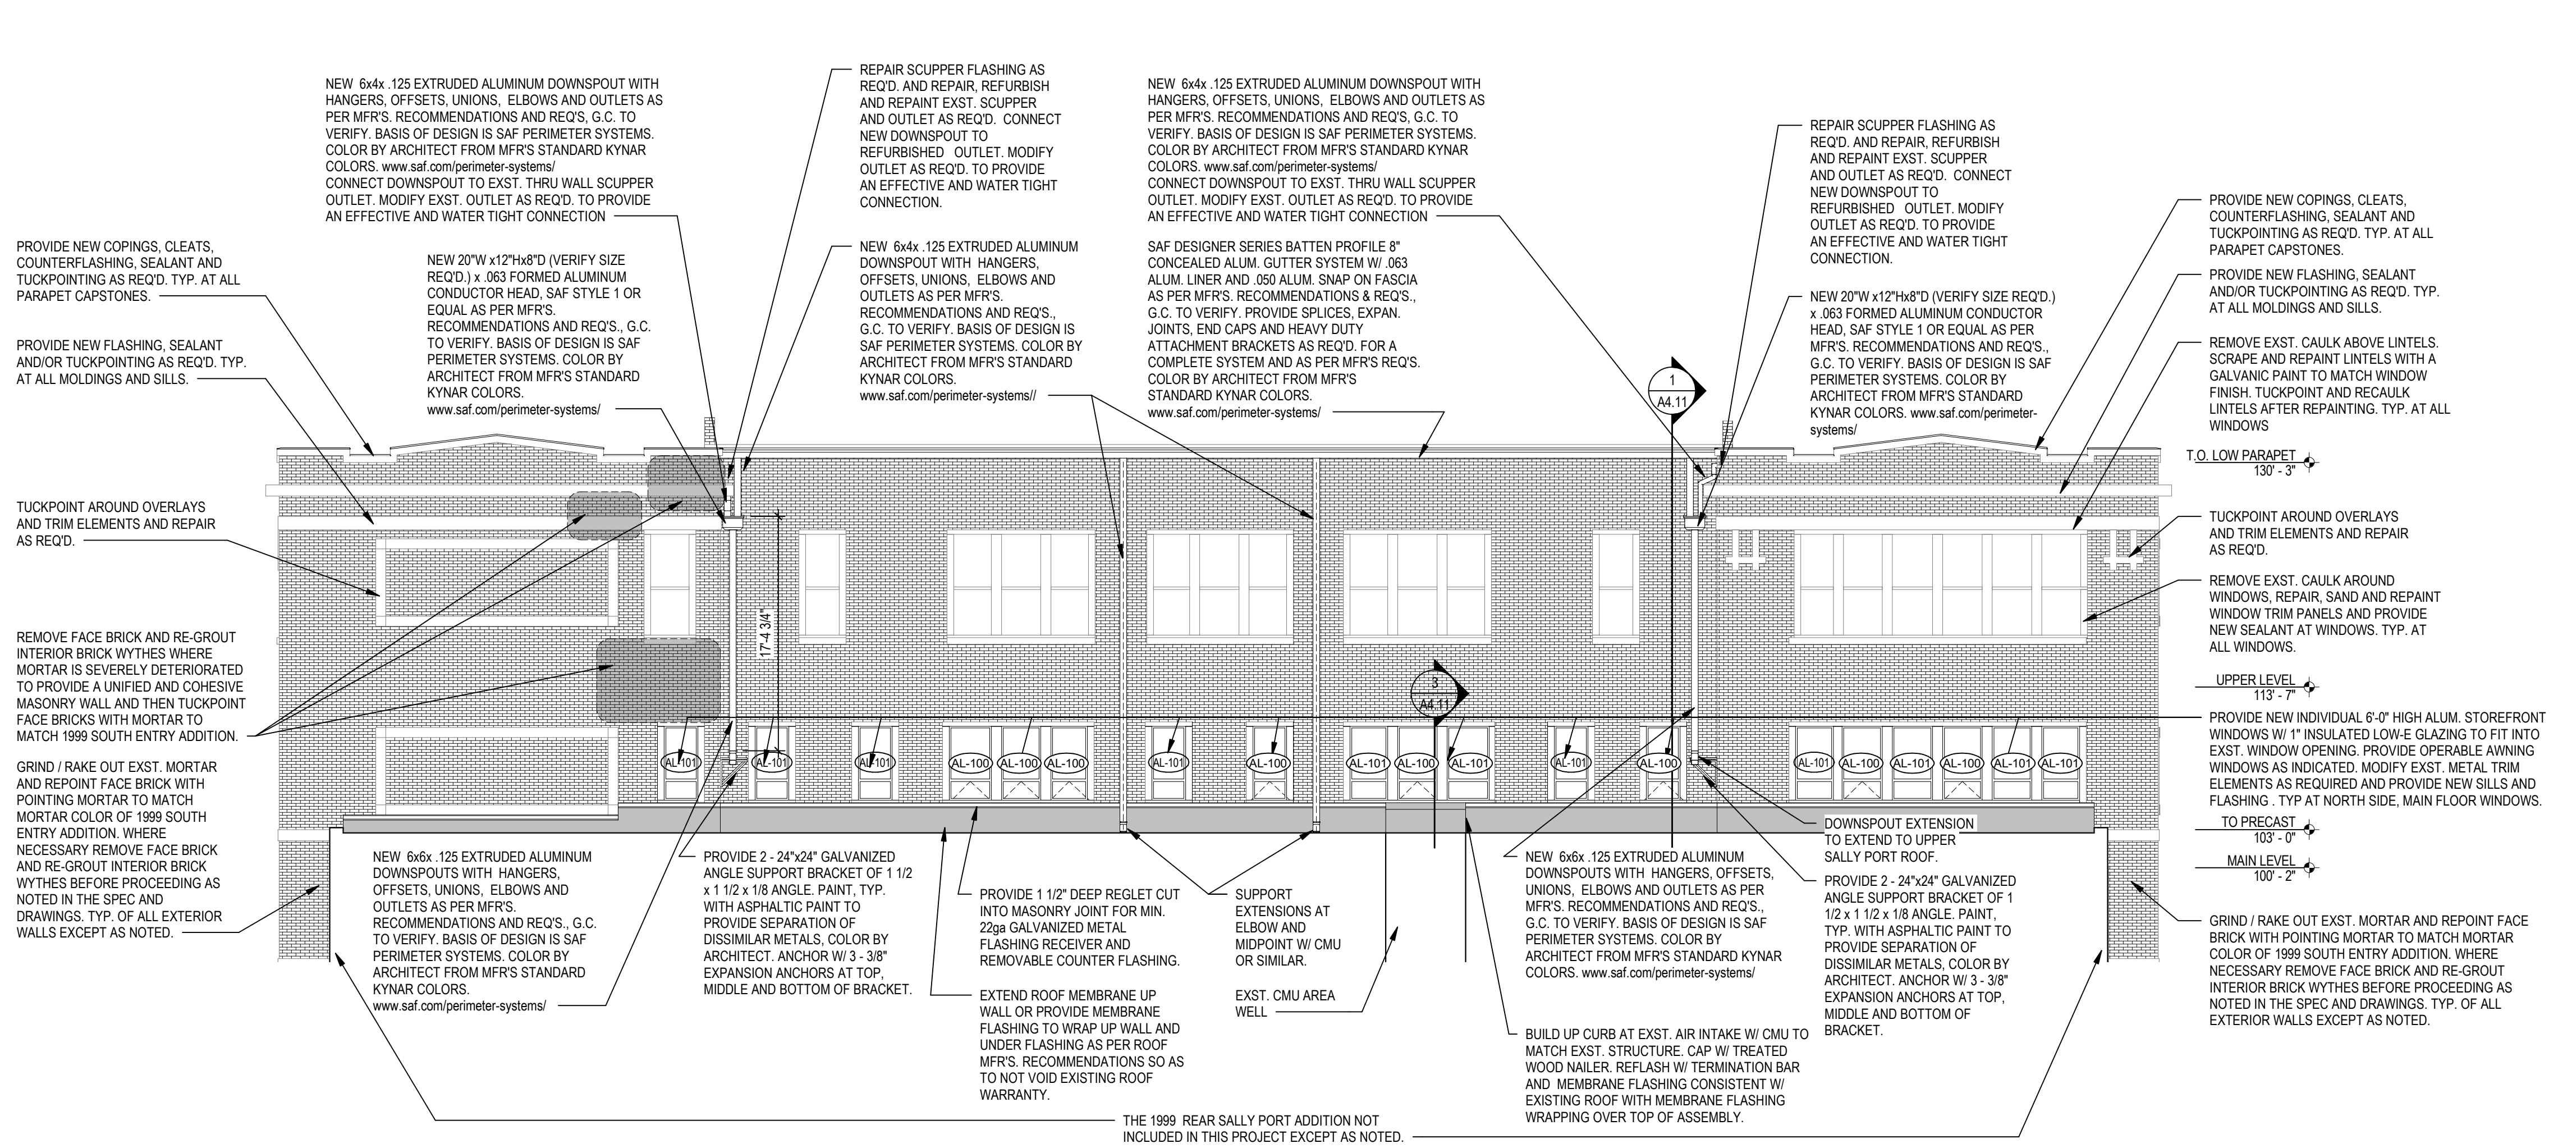 NEW 6x4x .125 EXTRUDED ALUMINUM DOWNSPOUT WITH
HANGERS, OFFSETS, UNIONS, ELBOWS AND OUTLETS AS
PER MFR'S. RECOMMENDATIONS AND REQ'S, G.C. TO
VERIFY. BASIS OF DESIGN IS SAF PERIMETER SYSTEMS.
COLOR BY ARCHITECT FROM MFR'S STANDARD KYNAR
COLORS. www.saf.com/perimeter-systems/
CONNECT DOWNSPOUT TO EXST. THRU WALL SCUPPER
OUTLET. MODIFY EXST. OUTLET AS REQ'D. TO PROVIDE
AN EFFECTIVE AND WATER TIGHT CONNECTION
REPAIR SCUPPER FLASHING AS
REQ'D. AND REPAIR, REFURBISH
AND REPAINT EXST. SCUPPER
AND OUTLET AS REQ'D. CONNECT
NEW DOWNSPOUT TO
REFURBISHED OUTLET. MODIFY
OUTLET AS REQ'D. TO PROVIDE
AN EFFECTIVE AND WATER TIGHT
CONNECTION.
NEW 6x4x .125 EXTRUDED ALUMINUM DOWNSPOUT WITH
HANGERS, OFFSETS, UNIONS, ELBOWS AND OUTLETS AS
PER MFR'S. RECOMMENDATIONS AND REQ'S, G.C. TO
VERIFY. BASIS OF DESIGN IS SAF PERIMETER SYSTEMS.
COLOR BY ARCHITECT FROM MFR'S STANDARD KYNAR
COLORS. www.saf.com/perimeter-systems/
CONNECT DOWNSPOUT TO EXST. THRU WALL SCUPPER
OUTLET. MODIFY EXST. OUTLET AS REQ'D. TO PROVIDE
AN EFFECTIVE AND WATER TIGHT CONNECTION
REPAIR SCUPPER FLASHING AS
REQ'D. AND REPAIR, REFURBISH
AND REPAINT EXST. SCUPPER
AND OUTLET AS REQ'D. CONNECT
NEW DOWNSPOUT TO
REFURBISHED OUTLET. MODIFY
OUTLET AS REQ'D. TO PROVIDE
AN EFFECTIVE AND WATER TIGHT
CONNECTION.
PROVIDE NEW COPINGS, CLEATS,
COUNTERFLASHING, SEALANT AND
TUCKPOINTING AS REQ'D. TYP. AT ALL
PARAPET CAPSTONES.
PROVIDE NEW FLASHING, SEALANT
AND/OR TUCKPOINTING AS REQ'D. TYP.
AT ALL MOLDINGS AND SILLS.
NEW 20"W x12"Hx8"D (VERIFY SIZE
REQ'D.) x .063 FORMED ALUMINUM
CONDUCTOR HEAD, SAF STYLE 1 OR
EQUAL AS PER MFR'S.
RECOMMENDATIONS AND REQ'S., G.C.
TO VERIFY. BASIS OF DESIGN IS SAF
PERIMETER SYSTEMS. COLOR BY
ARCHITECT FROM MFR'S STANDARD
KYNAR COLORS.
www.saf.com/perimeter-systems/
NEW 6x4x .125 EXTRUDED ALUMINUM
DOWNSPOUT WITH HANGERS,
OFFSETS, UNIONS, ELBOWS AND
OUTLETS AS PER MFR'S.
RECOMMENDATIONS AND REQ'S.,
G.C. TO VERIFY. BASIS OF DESIGN IS
SAF PERIMETER SYSTEMS. COLOR BY
ARCHITECT FROM MFR'S STANDARD
KYNAR COLORS.
www.saf.com/perimeter-systems//
SAF DESIGNER SERIES BATTEN PROFILE 8"
CONCEALED ALUM. GUTTER SYSTEM W/ .063
ALUM. LINER AND .050 ALUM. SNAP ON FASCIA
AS PER MFR'S. RECOMMENDATIONS & REQ'S.,
G.C. TO VERIFY. PROVIDE SPLICES, EXPAN.
JOINTS, END CAPS AND HEAVY DUTY
ATTACHMENT BRACKETS AS REQ'D. FOR A
COMPLETE SYSTEM AND AS PER MFR'S REQ'S.
COLOR BY ARCHITECT FROM MFR'S
STANDARD KYNAR COLORS.
www.saf.com/perimeter-systems/
1
A4.11
NEW 20"W x12"Hx8"D (VERIFY SIZE REQ'D.)
x .063 FORMED ALUMINUM CONDUCTOR
HEAD, SAF STYLE 1 OR EQUAL AS PER
MFR'S. RECOMMENDATIONS AND REQ'S.,
G.C. TO VERIFY. BASIS OF DESIGN IS SAF
PERIMETER SYSTEMS. COLOR BY
ARCHITECT FROM MFR'S STANDARD
KYNAR COLORS. www.saf.com/perimeter-
systems/
PROVIDE NEW COPINGS, CLEATS,
COUNTERFLASHING, SEALANT AND
TUCKPOINTING AS REQ'D. TYP. AT ALL
PARAPET CAPSTONES.
PROVIDE NEW FLASHING, SEALANT
AND/OR TUCKPOINTING AS REQ'D. TYP.
AT ALL MOLDINGS AND SILLS.
REMOVE EXST. CAULK ABOVE LINTELS.
SCRAPE AND REPAINT LINTELS WITH A
GALVANIC PAINT TO MATCH WINDOW
FINISH. TUCKPOINT AND RECAULK
LINTELS AFTER REPAINTING. TYP. AT ALL
WINDOWS
T.O. LOW PARAPET
130' - 3"
TUCKPOINT AROUND OVERLAYS
AND TRIM ELEMENTS AND REPAIR
AS REQ'D.
REMOVE FACE BRICK AND RE-GROUT
INTERIOR BRICK WYTHES WHERE
MORTAR IS SEVERELY DETERIORATED
TO PROVIDE A UNIFIED AND COHESIVE
MASONRY WALL AND THEN TUCKPOINT
FACE BRICKS WITH MORTAR TO
MATCH 1999 SOUTH ENTRY ADDITION.
GRIND / RAKE OUT EXST. MORTAR
AND REPOINT FACE BRICK WITH
POINTING MORTAR TO MATCH
MORTAR COLOR OF 1999 SOUTH
ENTRY ADDITION. WHERE
NECESSARY REMOVE FACE BRICK
AND RE-GROUT INTERIOR BRICK
WYTHES BEFORE PROCEEDING AS
NOTED IN THE SPEC AND
DRAWINGS. TYP. OF ALL EXTERIOR
WALLS EXCEPT AS NOTED.
17'-4 3/4"
3
A4.11
TUCKPOINT AROUND OVERLAYS
AND TRIM ELEMENTS AND REPAIR
AS REQ'D.
REMOVE EXST. CAULK AROUND
WINDOWS, REPAIR, SAND AND REPAINT
WINDOW TRIM PANELS AND PROVIDE
NEW SEALANT AT WINDOWS. TYP. AT
ALL WINDOWS.
UPPER LEVEL
113' - 7"
PROVIDE NEW INDIVIDUAL 6'-0" HIGH ALUM. STOREFRONT
WINDOWS W/ 1" INSULATED LOW-E GLAZING TO FIT INTO
EXST. WINDOW OPENING. PROVIDE OPERABLE AWNING
WINDOWS AS INDICATED. MODIFY EXST. METAL TRIM
ELEMENTS AS REQUIRED AND PROVIDE NEW SILLS AND
FLASHING . TYP AT NORTH SIDE, MAIN FLOOR WINDOWS.
AL-101 AL-101 AL-101 AL-100 AL-100 AL-100 AL-101 AL-100 AL-101 AL-100 AL-101 AL-101 AL-100 AL-101 AL-100 AL-101 AL-100 AL-101 AL-101
TO PRECAST
103' - 0"
MAIN LEVEL
100' - 2"
NEW 6x6x .125 EXTRUDED ALUMINUM
DOWNSPOUTS WITH HANGERS,
OFFSETS, UNIONS, ELBOWS AND
OUTLETS AS PER MFR'S.
RECOMMENDATIONS AND REQ'S., G.C.
TO VERIFY. BASIS OF DESIGN IS SAF
PERIMETER SYSTEMS. COLOR BY
ARCHITECT FROM MFR'S STANDARD
KYNAR COLORS.
www.saf.com/perimeter-systems/
PROVIDE 2 - 24"x24" GALVANIZED
ANGLE SUPPORT BRACKET OF 1 1/2
x 1 1/2 x 1/8 ANGLE. PAINT, TYP.
WITH ASPHALTIC PAINT TO
PROVIDE SEPARATION OF
DISSIMILAR METALS, COLOR BY
ARCHITECT. ANCHOR W/ 3 - 3/8"
EXPANSION ANCHORS AT TOP,
MIDDLE AND BOTTOM OF BRACKET.
PROVIDE 1 1/2" DEEP REGLET CUT
INTO MASONRY JOINT FOR MIN.
22ga GALVANIZED METAL
FLASHING RECEIVER AND
REMOVABLE COUNTER FLASHING.
EXTEND ROOF MEMBRANE UP
WALL OR PROVIDE MEMBRANE
FLASHING TO WRAP UP WALL AND
UNDER FLASHING AS PER ROOF
MFR'S. RECOMMENDATIONS SO AS
TO NOT VOID EXISTING ROOF
WARRANTY.
SUPPORT
EXTENSIONS AT
ELBOW AND
MIDPOINT W/ CMU
OR SIMILAR.
EXST. CMU AREA
WELL
NEW 6x6x .125 EXTRUDED ALUMINUM
DOWNSPOUTS WITH HANGERS, OFFSETS,
UNIONS, ELBOWS AND OUTLETS AS PER
MFR'S. RECOMMENDATIONS AND REQ'S.,
G.C. TO VERIFY. BASIS OF DESIGN IS SAF
PERIMETER SYSTEMS. COLOR BY
ARCHITECT FROM MFR'S STANDARD KYNAR
COLORS. www.saf.com/perimeter-systems/
BUILD UP CURB AT EXST. AIR INTAKE W/ CMU TO
MATCH EXST. STRUCTURE. CAP W/ TREATED
WOOD NAILER. REFLASH W/ TERMINATION BAR
AND MEMBRANE FLASHING CONSISTENT W/
EXISTING ROOF WITH MEMBRANE FLASHING
WRAPPING OVER TOP OF ASSEMBLY.
DOWNSPOUT EXTENSION
TO EXTEND TO UPPER
SALLY PORT ROOF.
PROVIDE 2 - 24"x24" GALVANIZED
ANGLE SUPPORT BRACKET OF 1
1/2 x 1 1/2 x 1/8 ANGLE. PAINT,
TYP. WITH ASPHALTIC PAINT TO
PROVIDE SEPARATION OF
DISSIMILAR METALS, COLOR BY
ARCHITECT. ANCHOR W/ 3 - 3/8"
EXPANSION ANCHORS AT TOP,
MIDDLE AND BOTTOM OF
BRACKET.
GRIND / RAKE OUT EXST. MORTAR AND REPOINT FACE
BRICK WITH POINTING MORTAR TO MATCH MORTAR
COLOR OF 1999 SOUTH ENTRY ADDITION. WHERE
NECESSARY REMOVE FACE BRICK AND RE-GROUT
INTERIOR BRICK WYTHES BEFORE PROCEEDING AS
NOTED IN THE SPEC AND DRAWINGS. TYP. OF ALL
EXTERIOR WALLS EXCEPT AS NOTED.
THE 1999 REAR SALLY PORT ADDITION NOT
INCLUDED IN THIS PROJECT EXCEPT AS NOTED.